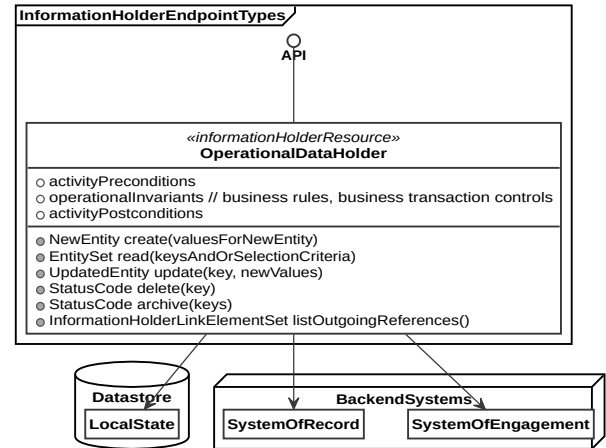 InformationHolderEndpointTypes
API
«informationHolderResource»
OperationalDataHolder
activityPreconditions
operationalInvariants // business rules, business transaction controls
activityPostconditions
NewEntity create(valuesForNewEntity)
EntitySet read(keysAndOrSelectionCriteria)
UpdatedEntity update(key, newValues)
StatusCode delete(key)
StatusCode archive(keys)
InformationHolderLinkElementSet listOutgoingReferences()
Datastore
LocalState
BackendSystems
SystemOfRecord
SystemOfEngagement